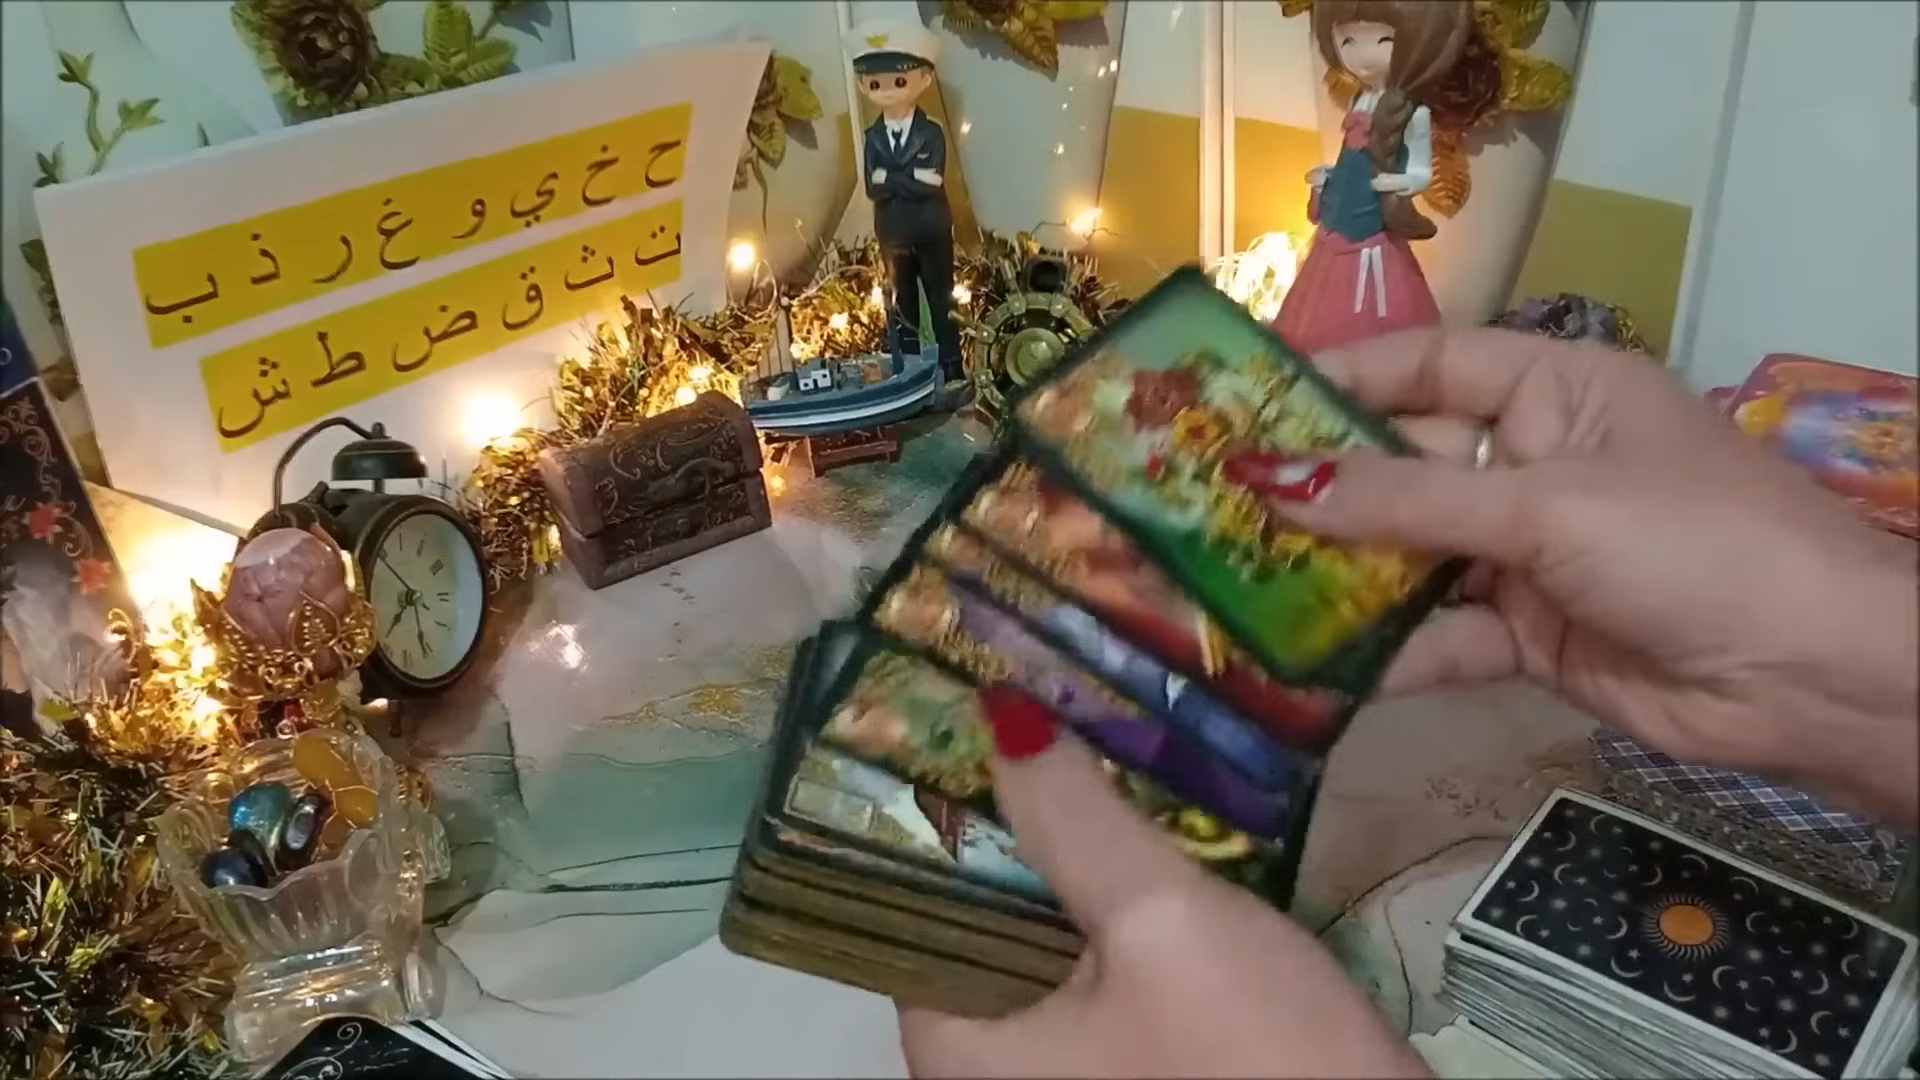 ح خ ي و غ ر ذ ب
ت ث ق ض ط ش